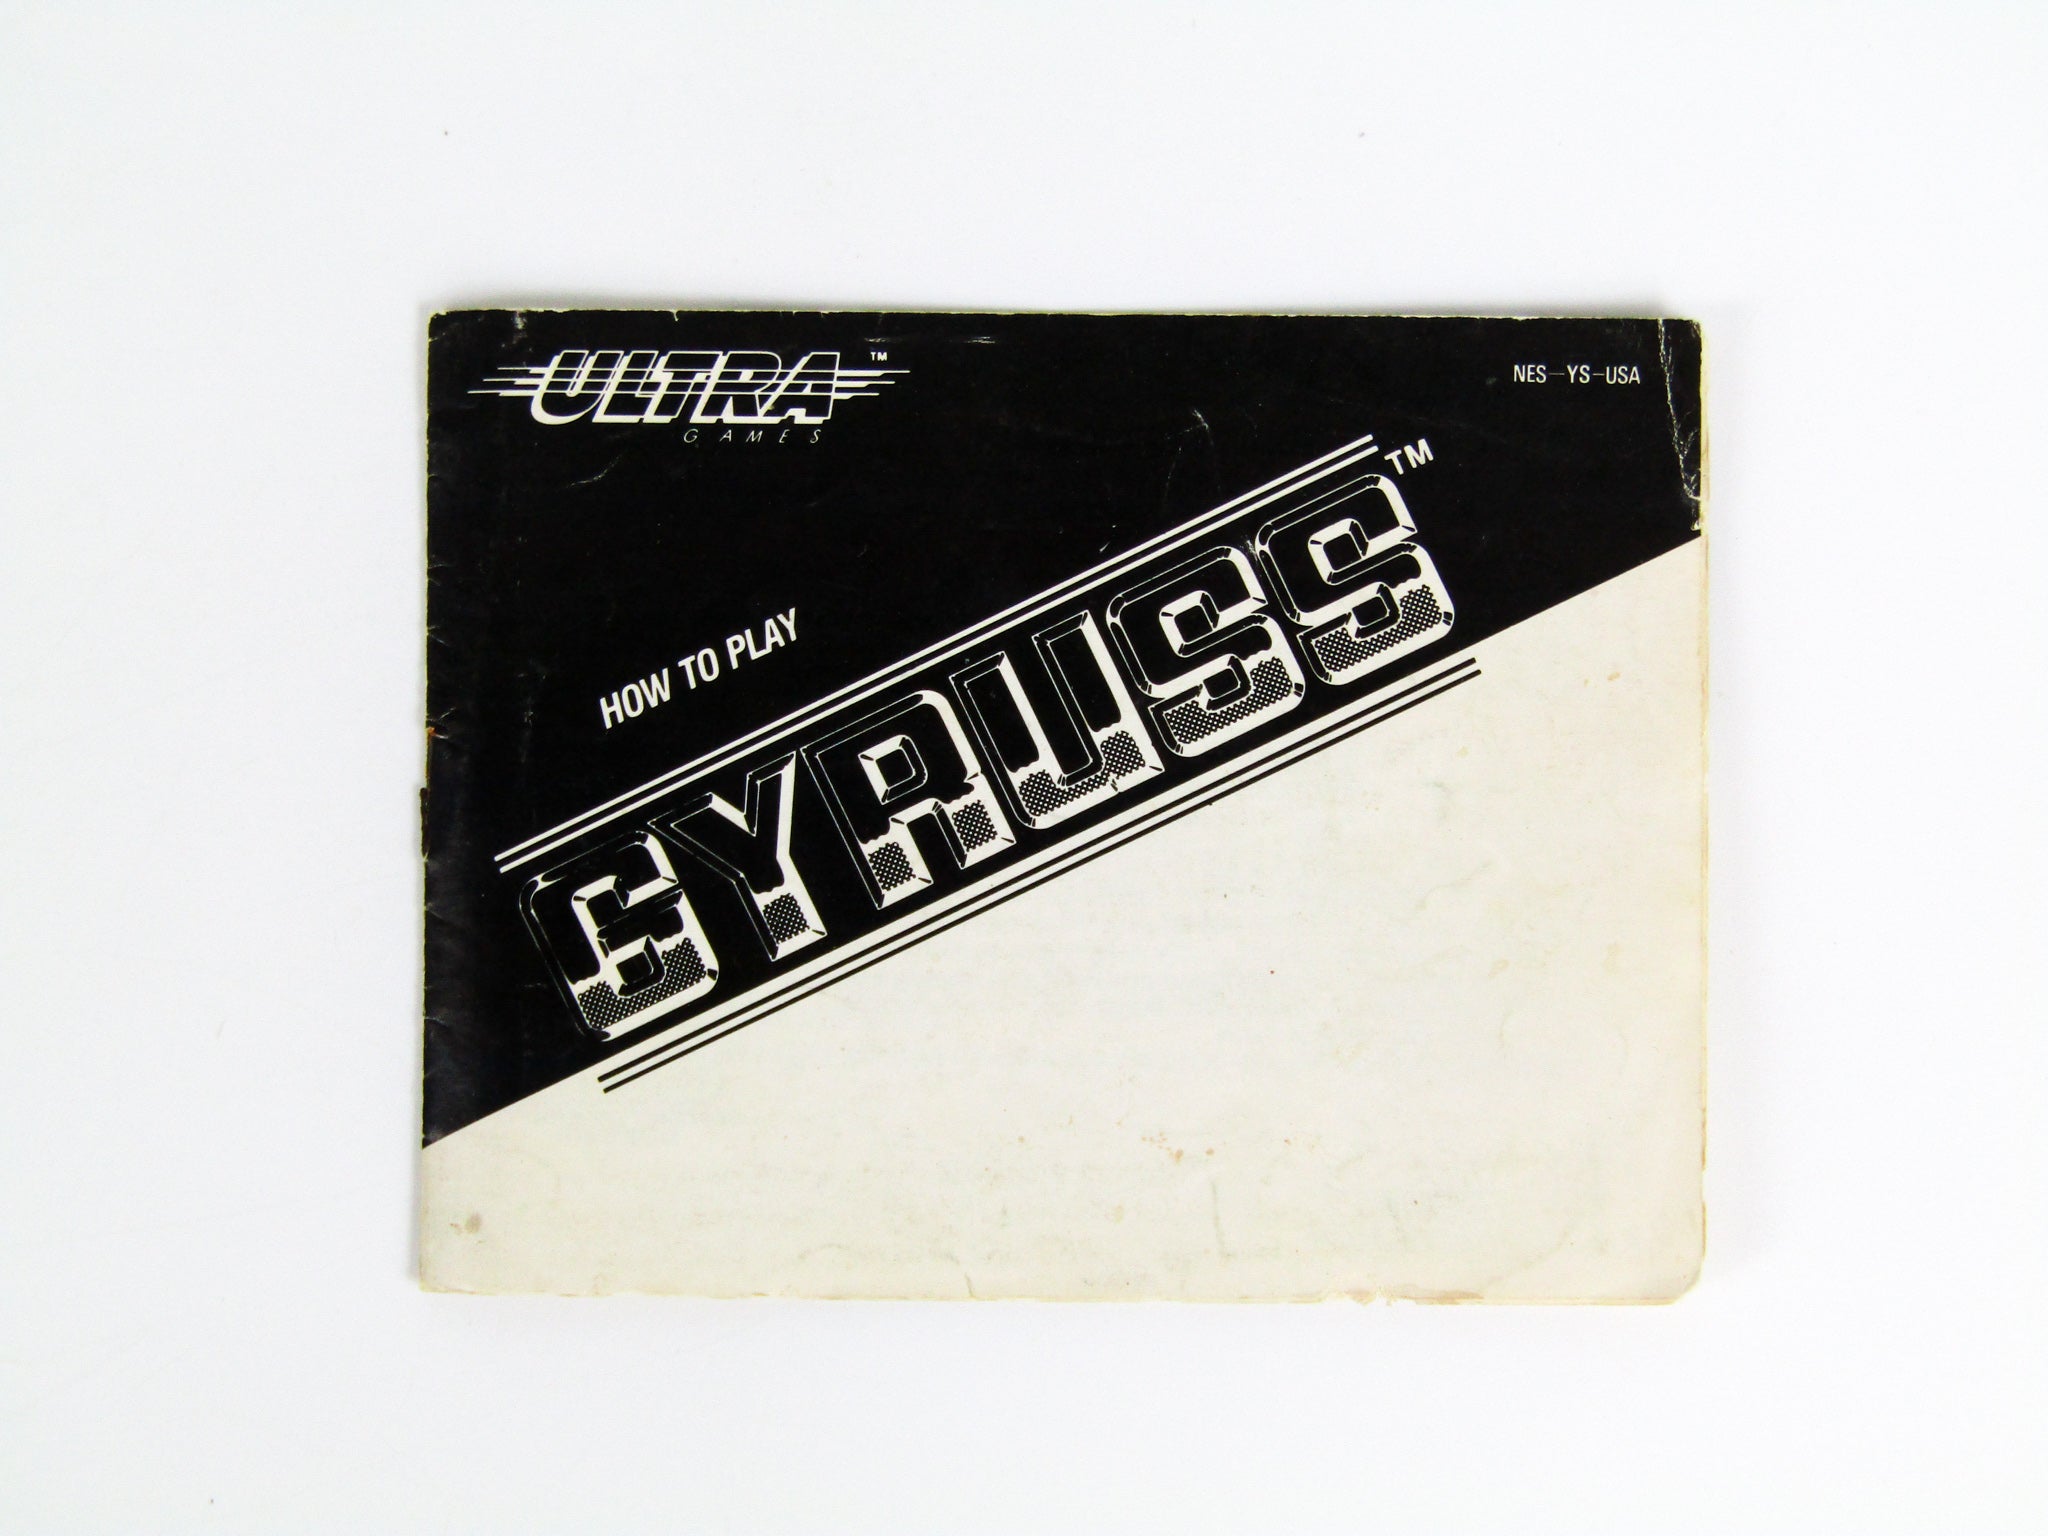 ULTRA™
GAMES
NES-YS-USA
HOW TO PLAY
GYRUSS™